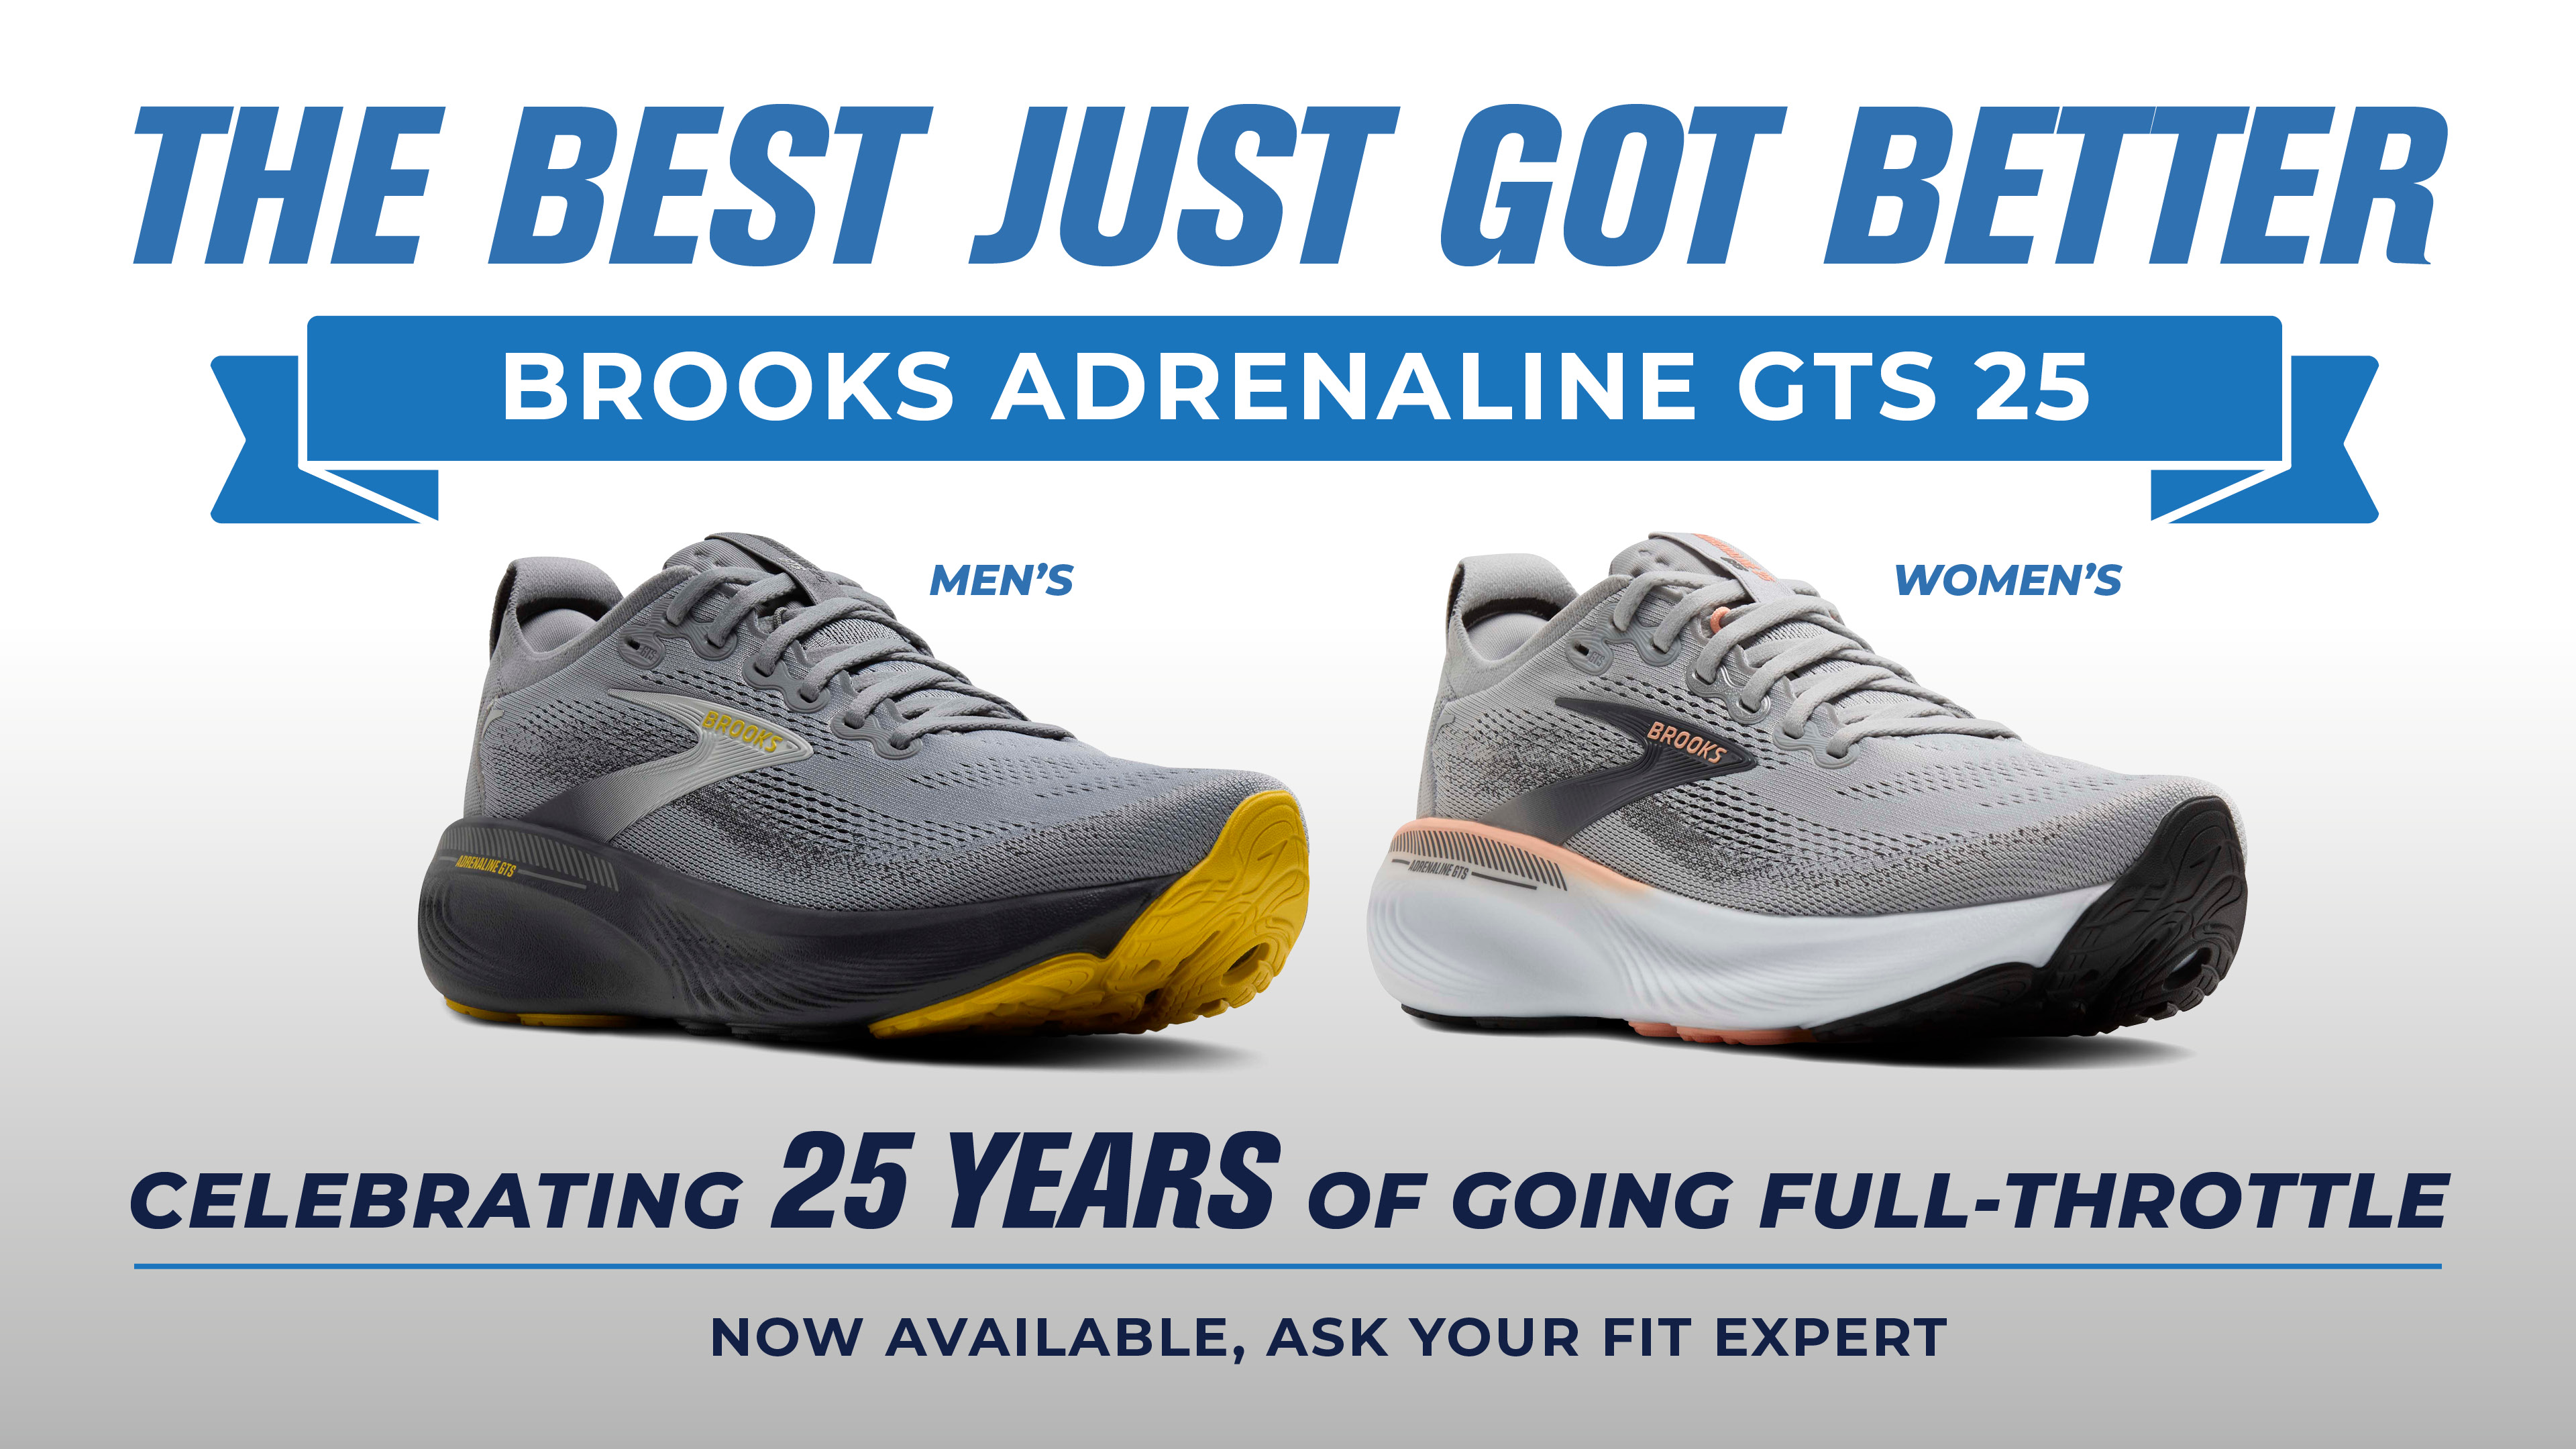 THE BEST JUST GOT BETTER
BROOKS ADRENALINE GTS 25
MEN'S
WOMEN'S
BROOKS
BROOKS
ADRENALINE GTS
ADRENALINE GTS
CELEBRATING 25 YEARS OF GOING FULL-THROTTLE
NOW AVAILABLE, ASK YOUR FIT EXPERT